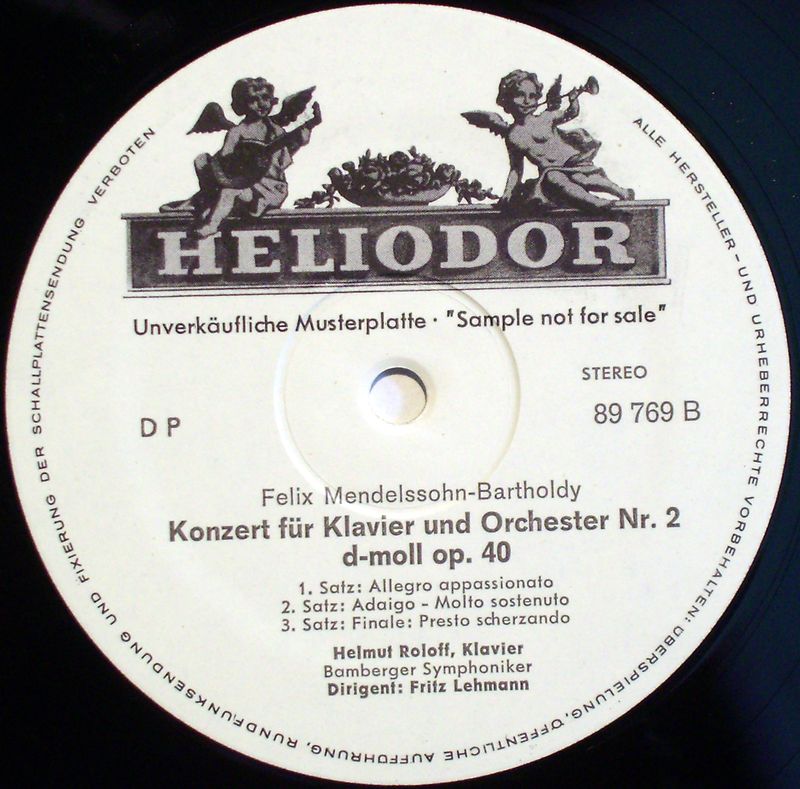 HELIODOR
Unverkäufliche Musterplatte · "Sample not for sale"
STEREO
D P
89 769 B
Felix Mendelssohn-Bartholdy
Konzert für Klavier und Orchester Nr. 2
d-moll op. 40
1. Satz: Allegro appassionato
2. Satz: Adaigo - Molto sostenuto
3. Satz: Finale: Presto scherzando
Helmut Roloff, Klavier
Bamberger Symphoniker
Dirigent: Fritz Lehmann
ALLE HERSTELLER- UND URHEBERRECHTE VORBEHALTEN: ÜBERSPIELUNG, ÖFFENTLICHE AUFFÜHRUNG, RUNDFUNKSENDUNG UND FIXIERUNG DER SCHALLPLATTENSENDUNG VERBOTEN